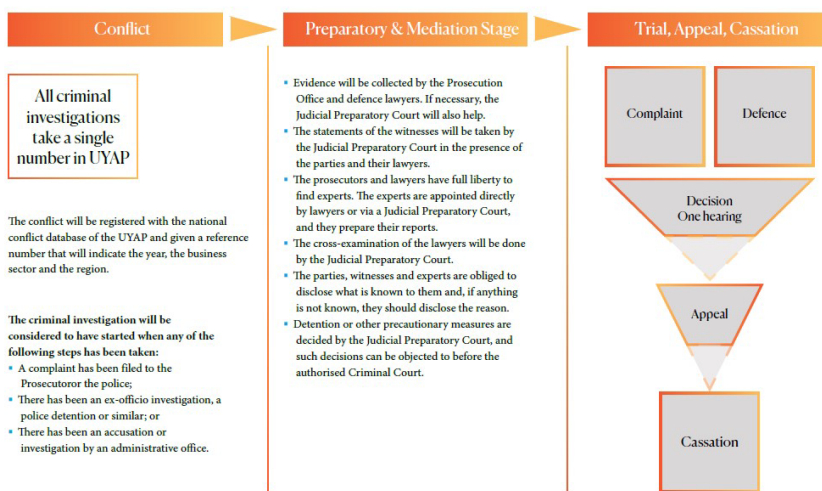 Conflict
Preparatory & Mediation Stage
Trial, Appeal, Cassation
All criminal
investigations
take a single
number in UYAP
The conflict will be registered with the national
conflict database of the UYAP and given a reference
number that will indicate the year, the business
sector and the region.
The criminal investigation will be
considered to have started when any of the
following steps has been taken:
▪ A complaint has been filed to the
Prosecutoror the police;
▪ There has been an ex-officio investigation, a
police detention or similar; or
▪ There has been an accusation or
investigation by an administrative office.
▪ Evidence will be collected by the Prosecution
Office and defence lawyers. If necessary, the
Judicial Preparatory Court will also help.
▪ The statements of the witnesses will be taken by
the Judicial Preparatory Court in the presence of
the parties and their lawyers.
▪ The prosecutors and lawyers have full liberty to
find experts. The experts are appointed directly
by lawyers or via a Judicial Preparatory Court,
and they prepare their reports.
▪ The cross-examination of the lawyers will be done
by the Judicial Preparatory Court.
▪ The parties, witnesses and experts are obliged to
disclose what is known to them and, if anything
is not known, they should disclose the reason.
▪ Detention or other precautionary measures are
decided by the Judicial Preparatory Court, and
such decisions can be objected to before the
authorised Criminal Court.
Complaint
Defence
Decision
One hearing
Appeal
Cassation